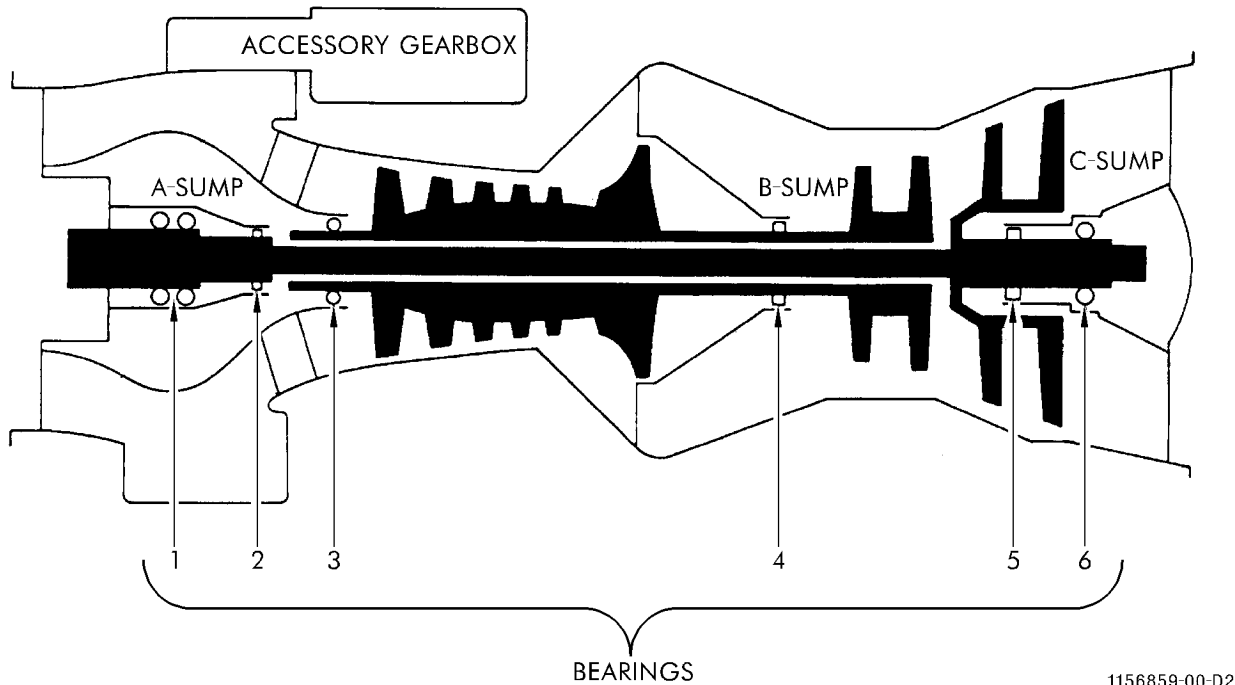 ACCESSORY GEARBOX
A-SUMP
B-SUMP
C-SUMP
1 2 3 4 5 6
BEARINGS
1156859-00-D2